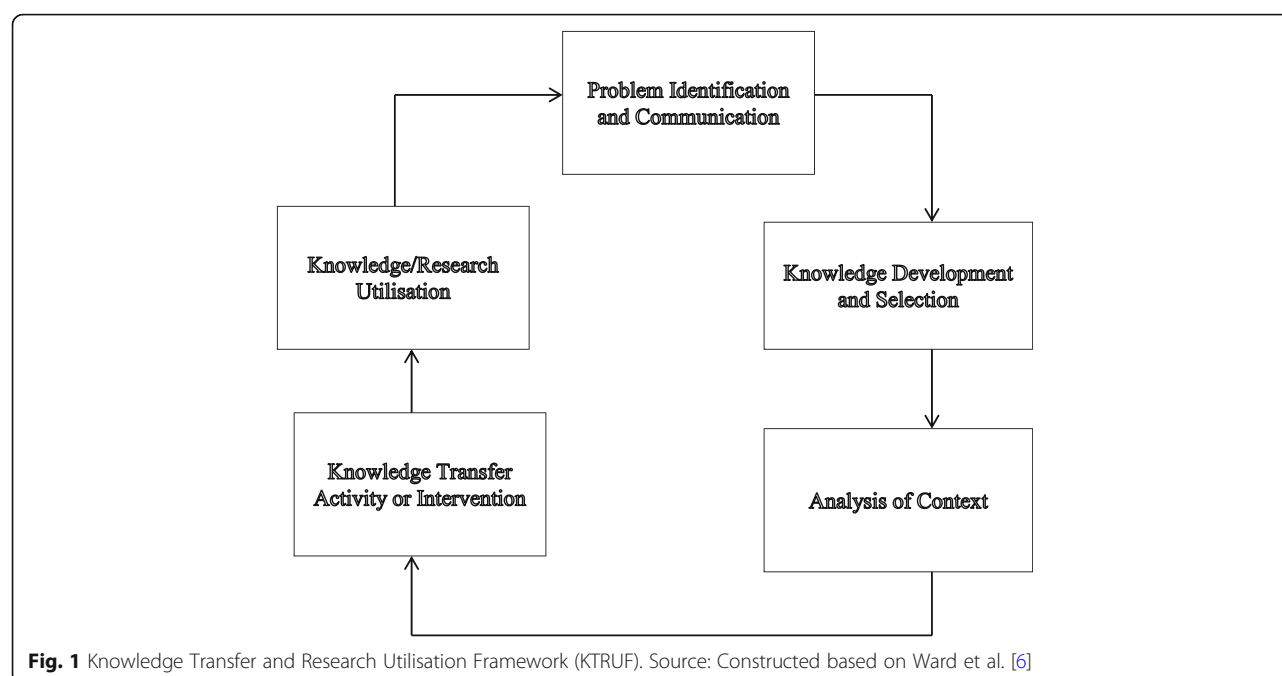 Problem Identification
and Communication
Knowledge/Research
Utilisation
Knowledge Development
and Selection
Knowledge Transfer
Activity or Intervention
Analysis of Context
Fig. 1 Knowledge Transfer and Research Utilisation Framework (KTRUF). Source: Constructed based on Ward et al. [6]